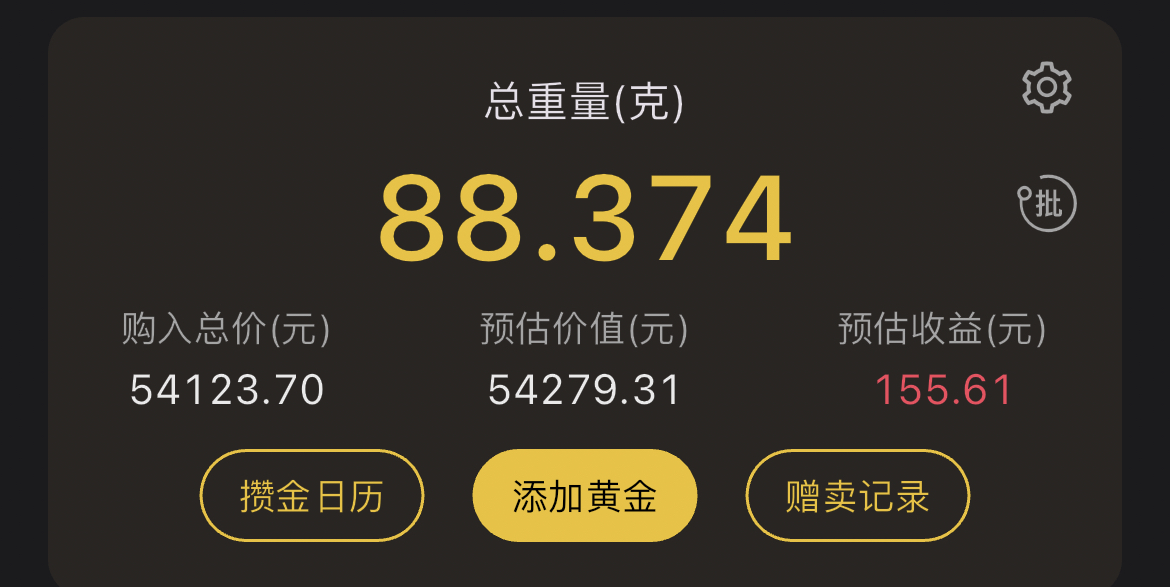 总重量(克)
批
88.374
购入总价(元) 预估价值(元) 预估收益(元)
54123.70 54279.31 155.61
攒金日历 添加黄金 赠卖记录